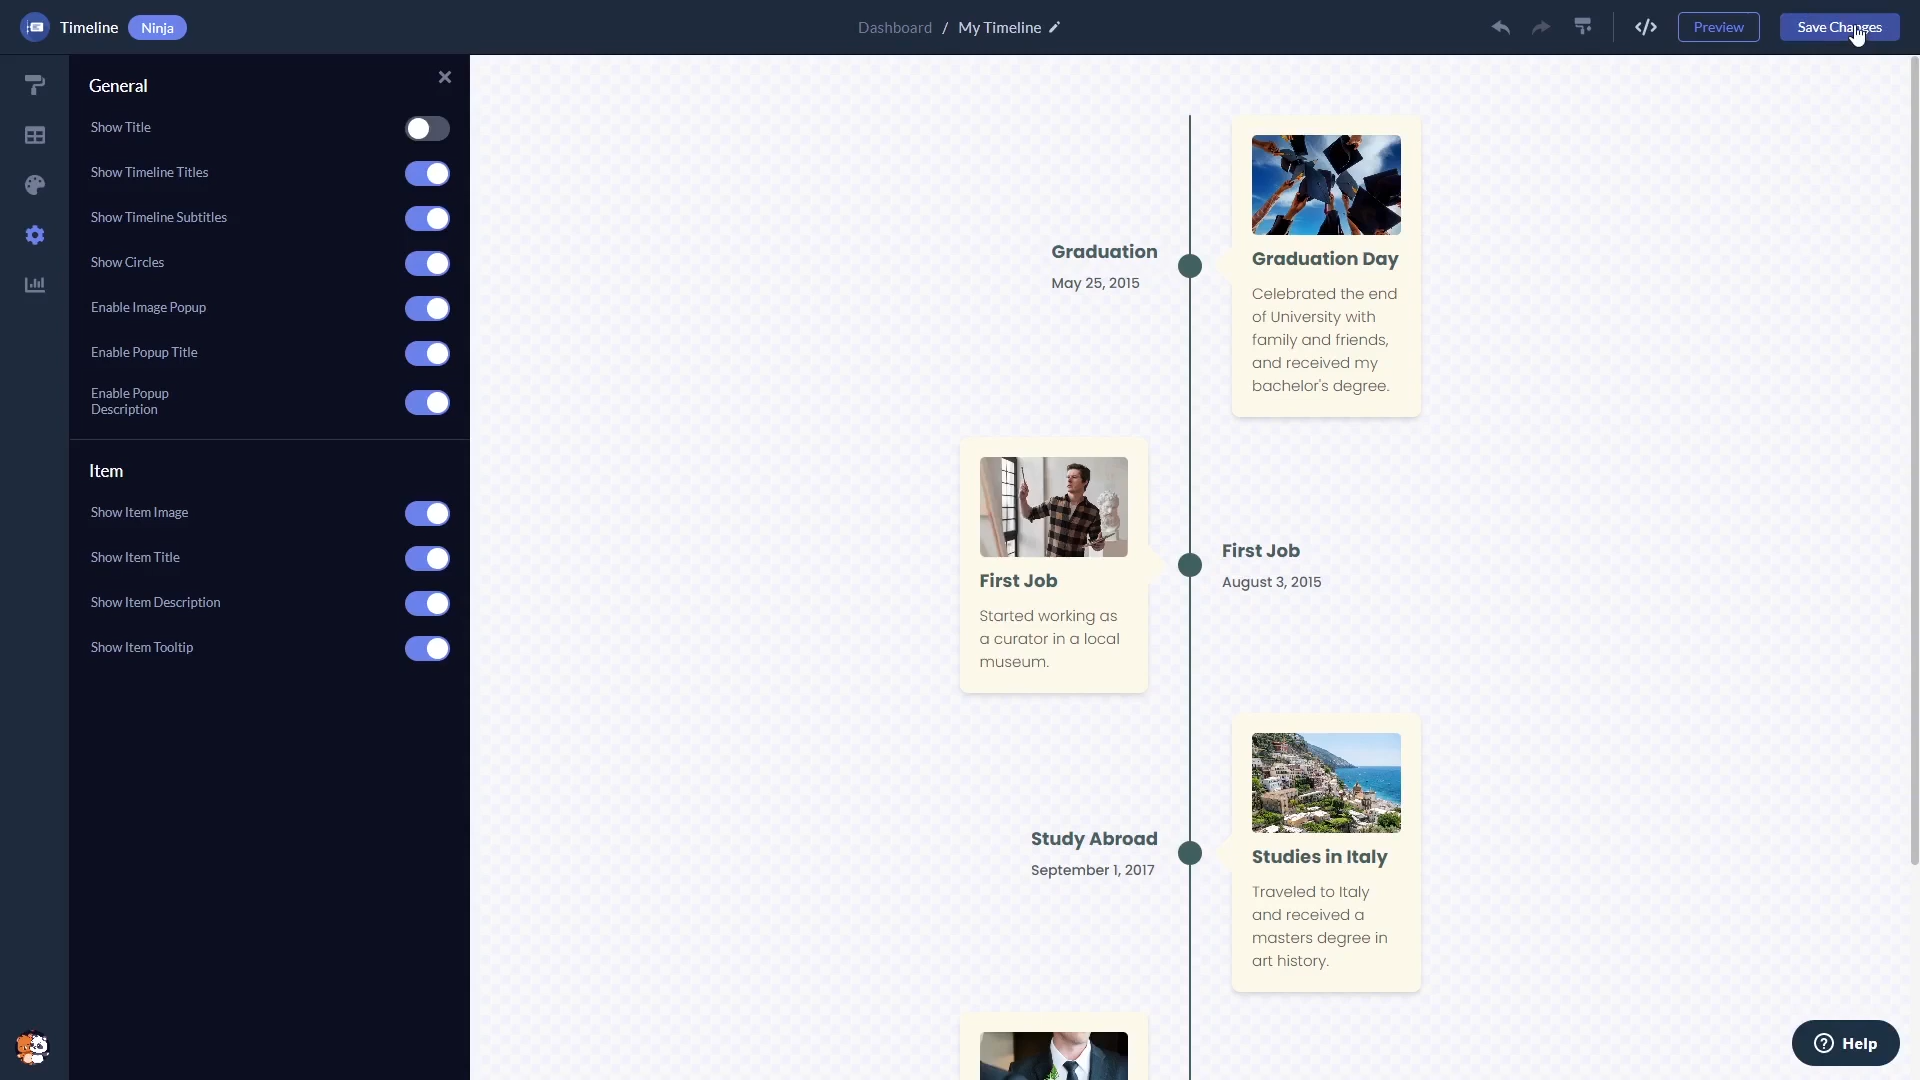 Timeline
Ninja
Dashboard / My Timeline
</>
Preview
Save Changes
General
Show Title
Show Timeline Titles
Show Timeline Subtitles
Show Circles
Enable Image Popup
Enable Popup Title
Enable Popup
Description
Item
Show Item Image
Show Item Title
Show Item Description
Show Item Tooltip
Graduation
May 25, 2015
Graduation Day
Celebrated the end
of University with
family and friends,
and received my
bachelor's degree.
First Job
Started working as
a curator in a local
museum.
First Job
August 3, 2015
Study Abroad
September 1, 2017
Studies in Italy
Traveled to Italy
and received a
masters degree in
art history.
? Help